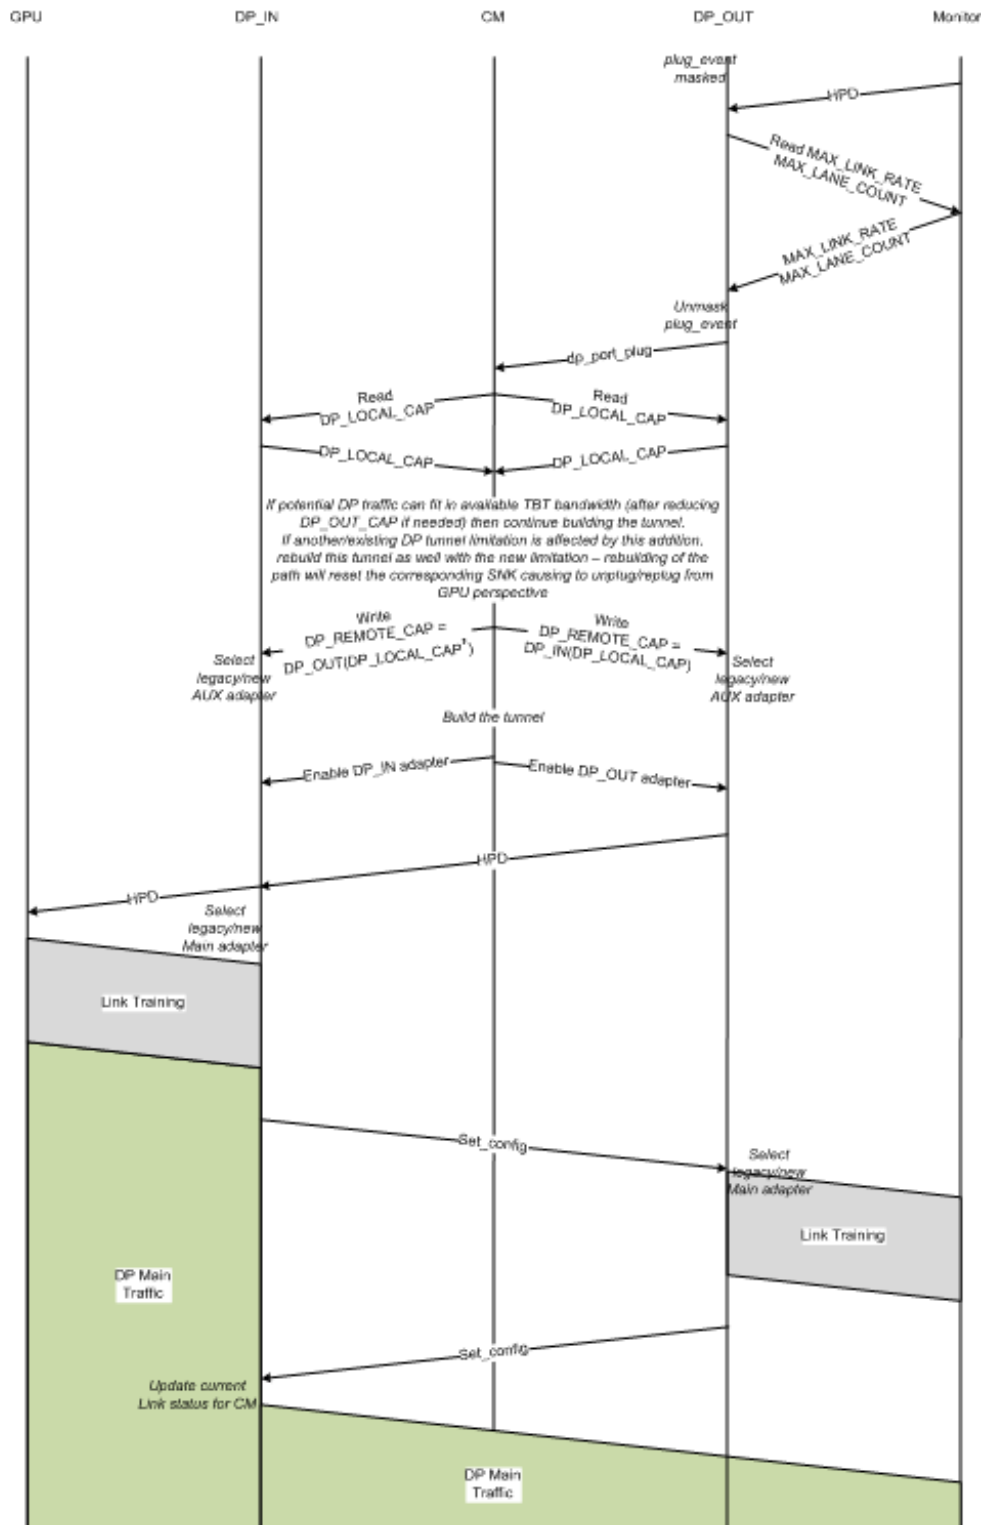 GPU DP_IN CM DP_OUT Monitor
plug_event
masked
HPD
Read MAX_LINK_RATE
MAX_LANE_COUNT
MAX_LINK_RATE
MAX_LANE_COUNT
Unmask
plug_event
dp_port_plug
Read
DP_LOCAL_CAP
Read
DP_LOCAL_CAP
DP_LOCAL_CAP
DP_LOCAL_CAP
If potential DP traffic can fit in available TBT bandwidth (after reducing
DP_OUT_CAP if needed) then continue building the tunnel.
If another/existing DP tunnel limitation is affected by this addition,
rebuild this tunnel as well with the new limitation – rebuilding of the
path will reset the corresponding SNK causing to unplug/replug from
GPU perspective
Write
DP_REMOTE_CAP =
DP_OUT(DP_LOCAL_CAP*)
Write
DP_REMOTE_CAP =
DP_IN(DP_LOCAL_CAP)
Select
legacy/new
AUX adapter
Select
legacy/new
AUX adapter
Build the tunnel
Enable DP_IN adapter
Enable DP_OUT adapter
HPD
HPD
Select
legacy/new
Main adapter
Link Training
Set_config
Select
legacy/new
Main adapter
Link Training
DP Main
Traffic
Set_config
Update current
Link status for CM
DP Main
Traffic